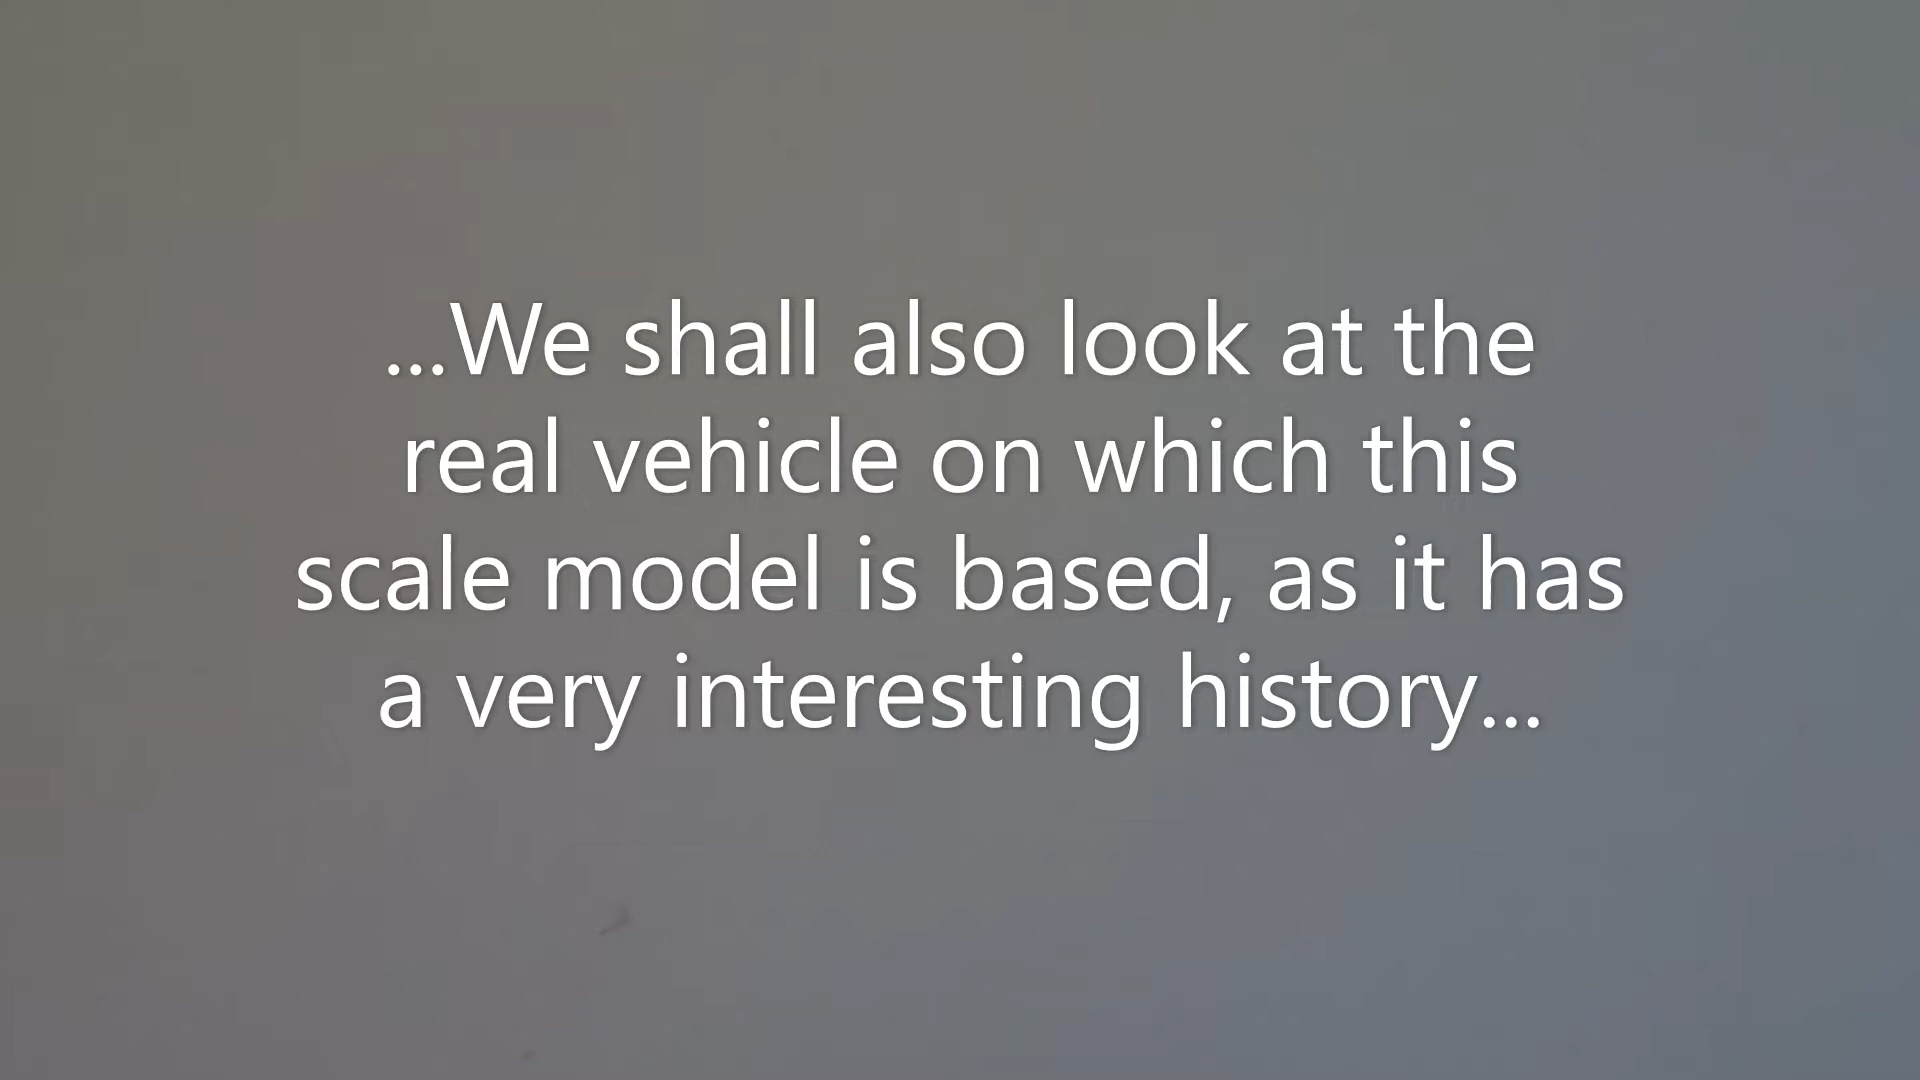 ...We shall also look at the
real vehicle on which this
scale model is based, as it has
a very interesting history...